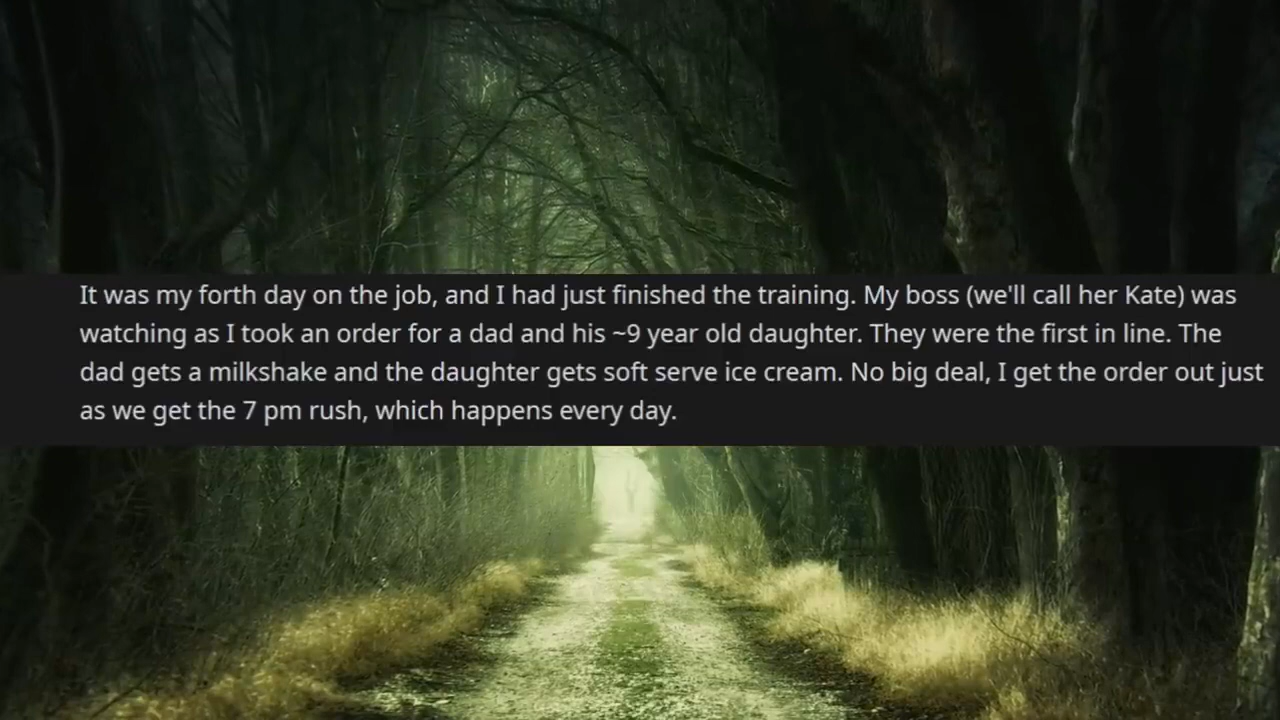 It was my forth day on the job, and I had just finished the training. My boss (we'll call her Kate) was
watching as I took an order for a dad and his ~9 year old daughter. They were the first in line. The
dad gets a milkshake and the daughter gets soft serve ice cream. No big deal, I get the order out just
as we get the 7 pm rush, which happens every day.